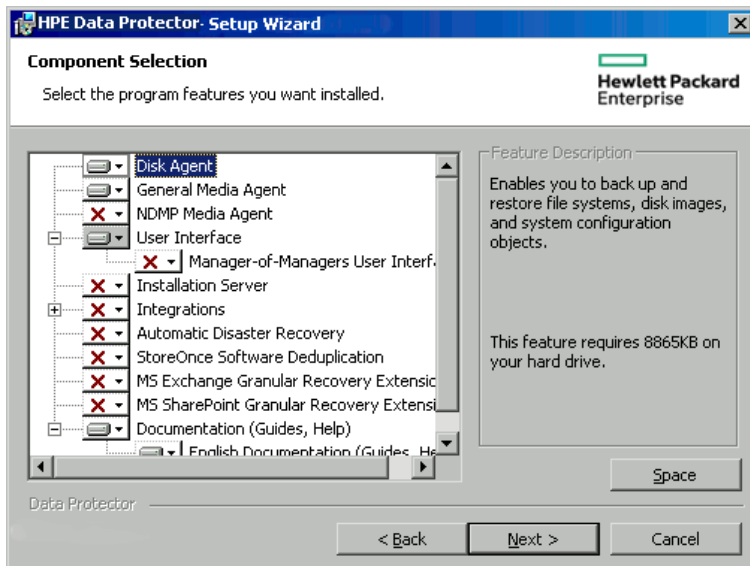 HPE Data Protector- Setup Wizard
Component Selection
Select the program features you want installed.
Hewlett Packard
Enterprise
Disk Agent
General Media Agent
NDMP Media Agent
User Interface
Manager-of-Managers User Interf
Installation Server
Integrations
Automatic Disaster Recovery
StoreOnce Software Deduplication
MS Exchange Granular Recovery Extensic
MS SharePoint Granular Recovery Extensi
Documentation (Guides, Help)
English Documentation (Guides, He
Feature Description
Enables you to back up and
restore file systems, disk images,
and system configuration
objects.
This feature requires 8865KB on
your hard drive.
Space
Data Protector
< Back
Next >
Cancel